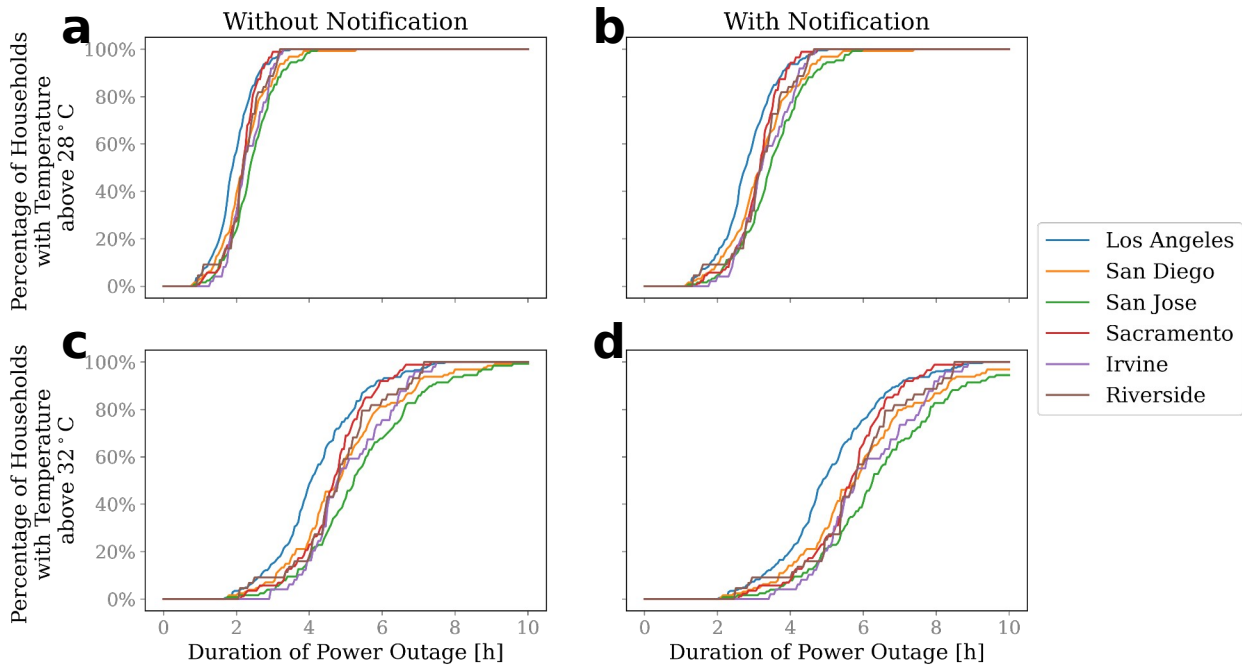 a
Without Notification
b
With Notification
Percentage of Households
with Temperature
above 28°C
100%
80%
60%
40%
20%
0%
Los Angeles
San Diego
San Jose
Sacramento
Irvine
Riverside
c
d
Percentage of Households
with Temperature
above 32°C
100%
80%
60%
40%
20%
0%
0 2 4 6 8 10
0 2 4 6 8 10
Duration of Power Outage [h]
Duration of Power Outage [h]